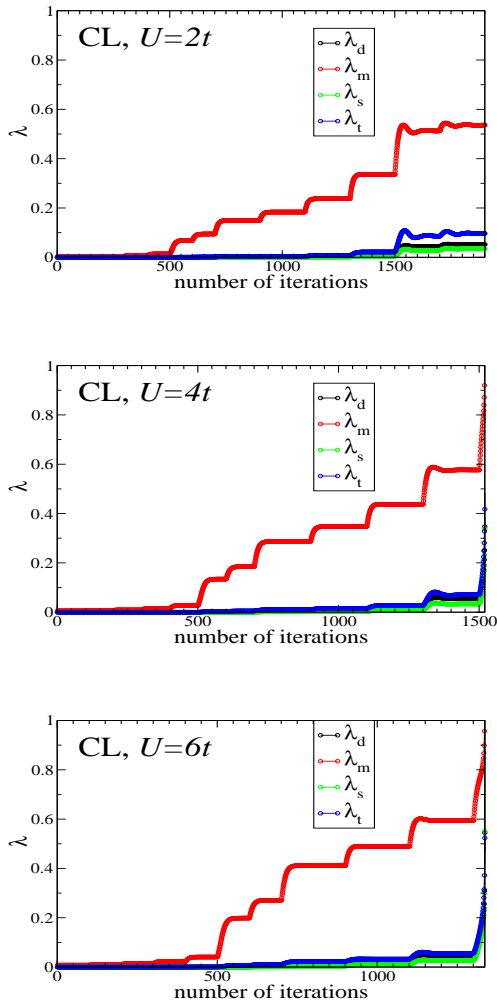 1
CL, U=2t
λ_d
λ_m
λ_s
λ_t
0.8
0.6
λ
0.4
0.2
0
0 500 1000 1500
number of iterations
1
CL, U=4t
λ_d
λ_m
λ_s
λ_t
0.8
0.6
λ
0.4
0.2
0
0 500 1000 1500
number of iterations
1
CL, U=6t
λ_d
λ_m
λ_s
λ_t
0.8
0.6
λ
0.4
0.2
0
0 500 1000
number of iterations